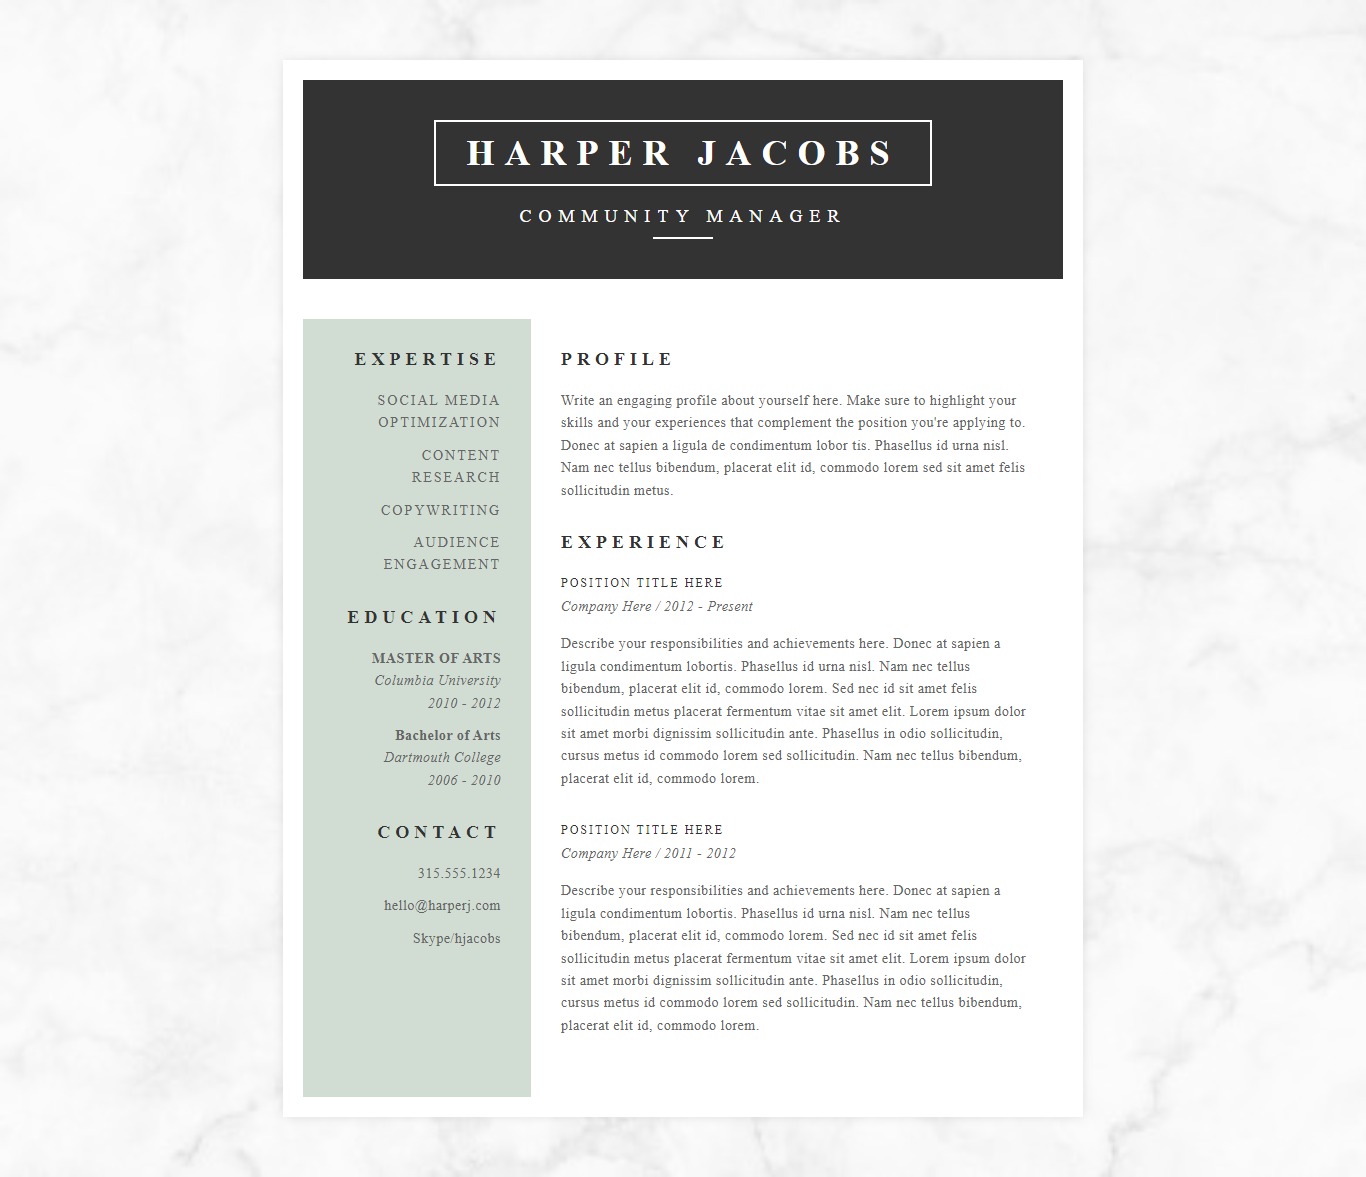 HARPER JACOBS
COMMUNITY MANAGER
EXPERTISE
SOCIAL MEDIA
OPTIMIZATION
CONTENT
RESEARCH
COPYWRITING
AUDIENCE
ENGAGEMENT
EDUCATION
MASTER OF ARTS
Columbia University
2010 - 2012
Bachelor of Arts
Dartmouth College
2006 - 2010
CONTACT
315.555.1234
hello@harperj.com
Skype/hjacobs
PROFILE
Write an engaging profile about yourself here. Make sure to highlight your
skills and your experiences that complement the position you're applying to.
Donec at sapien a ligula de condimentum lobor tis. Phasellus id urna nisl.
Nam nec tellus bibendum, placerat elit id, commodo lorem sed sit amet felis
sollicitudin metus.
EXPERIENCE
POSITION TITLE HERE
Company Here / 2012 - Present
Describe your responsibilities and achievements here. Donec at sapien a
ligula condimentum lobortis. Phasellus id urna nisl. Nam nec tellus
bibendum, placerat elit id, commodo lorem. Sed nec id sit amet felis
sollicitudin metus placerat fermentum vitae sit amet elit. Lorem ipsum dolor
sit amet morbi dignissim sollicitudin ante. Phasellus in odio sollicitudin,
cursus metus id commodo lorem sed sollicitudin. Nam nec tellus bibendum,
placerat elit id, commodo lorem.
POSITION TITLE HERE
Company Here / 2011 - 2012
Describe your responsibilities and achievements here. Donec at sapien a
ligula condimentum lobortis. Phasellus id urna nisl. Nam nec tellus
bibendum, placerat elit id, commodo lorem. Sed nec id sit amet felis
sollicitudin metus placerat fermentum vitae sit amet elit. Lorem ipsum dolor
sit amet morbi dignissim sollicitudin ante. Phasellus in odio sollicitudin,
cursus metus id commodo lorem sed sollicitudin. Nam nec tellus bibendum,
placerat elit id, commodo lorem.